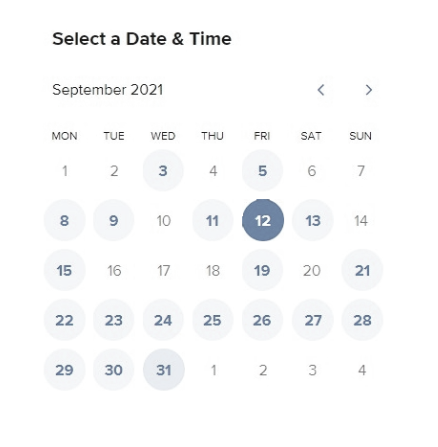 Select a Date & Time
September 2021
MON TUE WED THU FRI SAT SUN
1 2 3 4 5 6 7
8 9 10 11 12 13 14
15 16 17 18 19 20 21
22 23 24 25 26 27 28
29 30 31 1 2 3 4